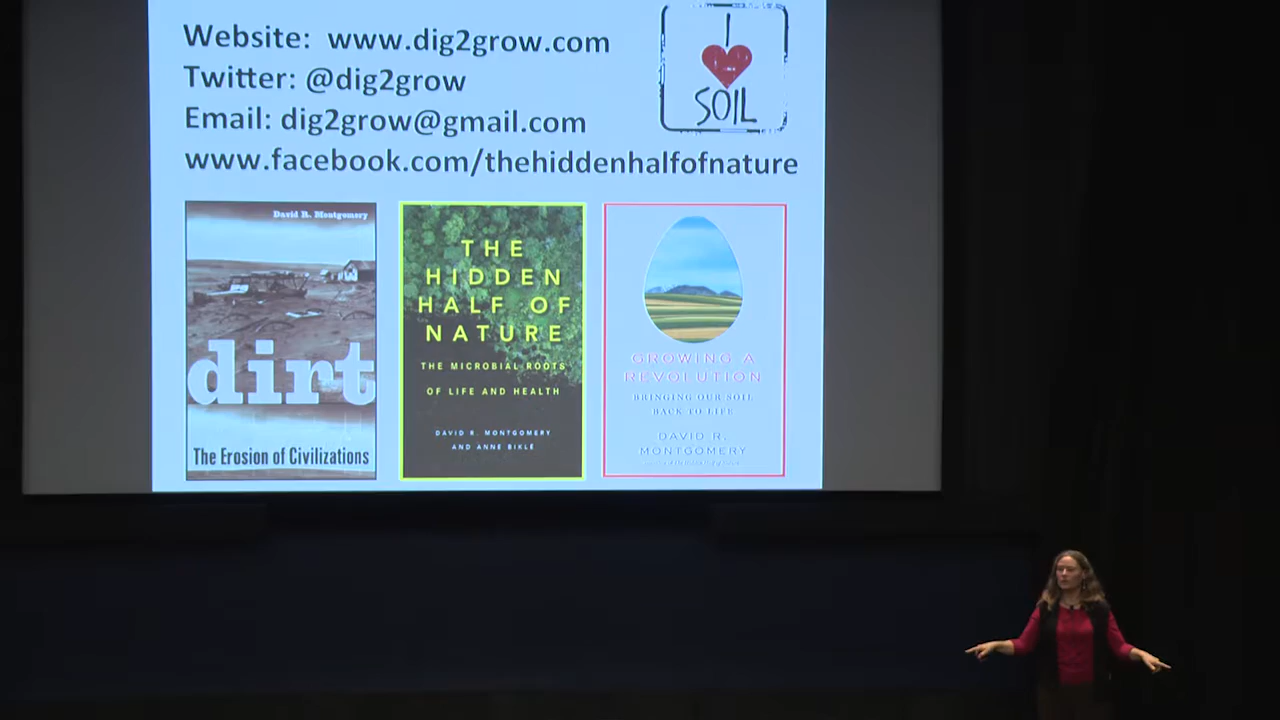 Website: www.dig2grow.com
Twitter: @dig2grow
Email: dig2grow@gmail.com
www.facebook.com/thehiddenhalfofnature
I
SOIL
David R. Montgomery
dirt
The Erosion of Civilizations
THE
HIDDEN
HALF OF
NATURE
THE MICROBIAL ROOTS
OF LIFE AND HEALTH
DAVID R. MONTGOMERY
AND ANNE BIKLÉ
GROWING A
REVOLUTION
BRINGING OUR SOIL
BACK TO LIFE
DAVID R.
MONTGOMERY